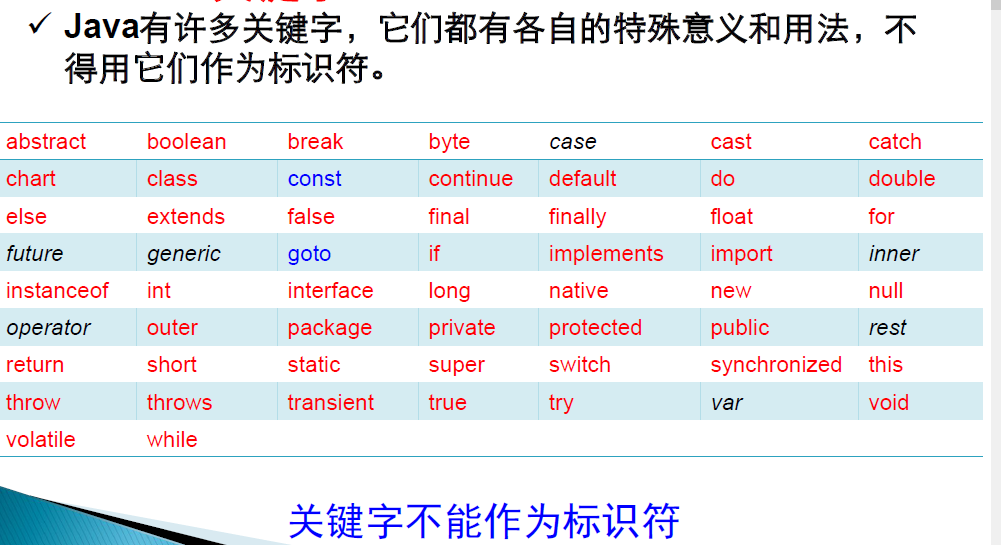 Java有许多关键字，它们都有各自的特殊意义和用法，不
得用它们作为标识符。
abstract boolean break byte case cast catch
chart class const continue default do double
else extends false final finally float for
future generic goto if implements import inner
instanceof int interface long native new null
operator outer package private protected public rest
return short static super switch synchronized this
throw throws transient true try var void
volatile while
关键字不能作为标识符